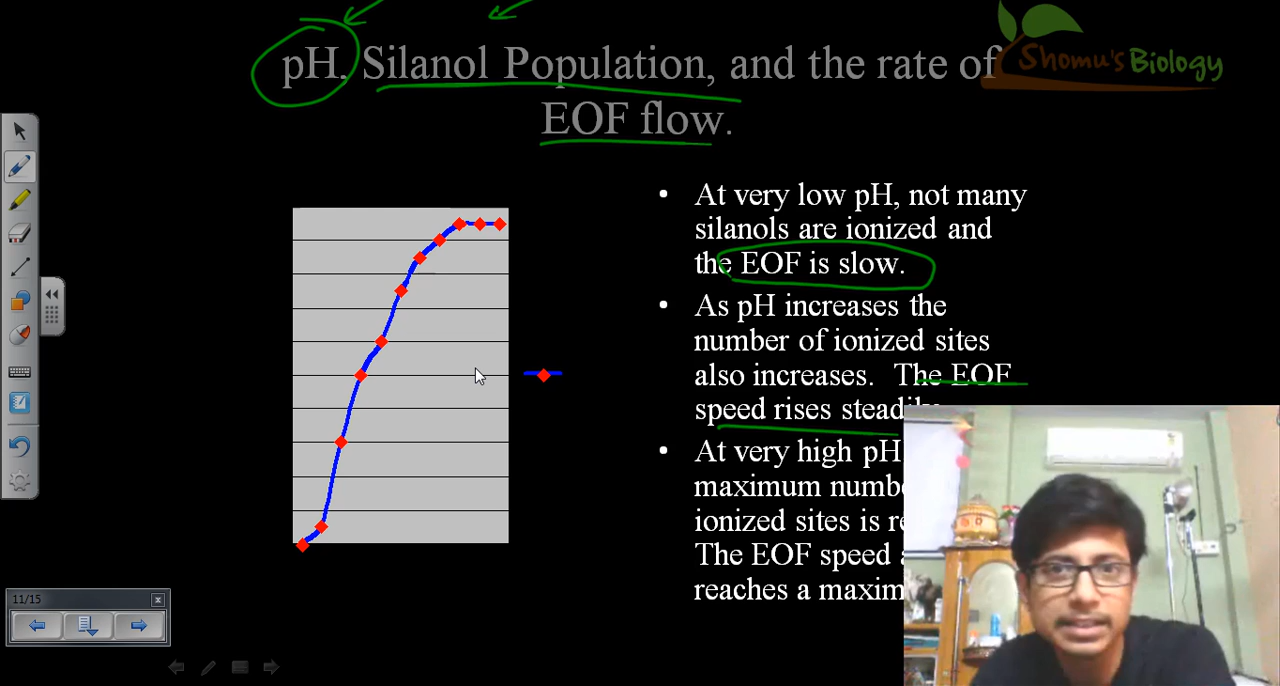 pH. Silanol Population, and the rate of
EOF flow.
Shomu's Biology
• At very low pH, not many
silanols are ionized and
the EOF is slow.
• As pH increases the
number of ionized sites
also increases. The EOF
speed rises steadily.
• At very high pH
maximum
ionized sites is
The EOF speed
reaches a
11/15
x